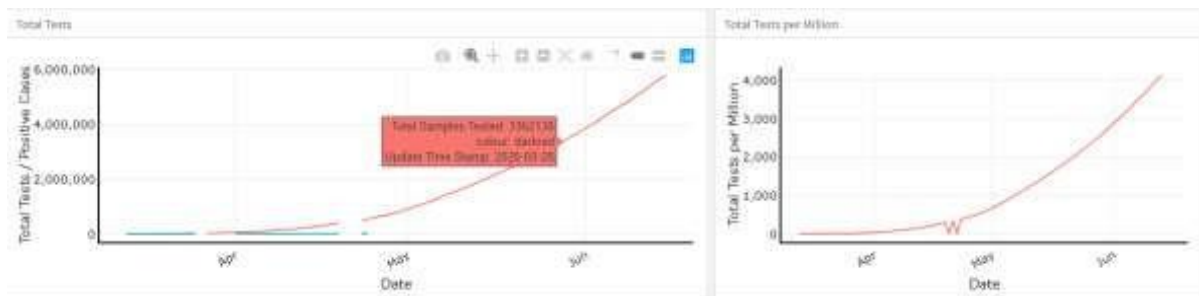 Total Tests
Total Tests per Million
Total Tests / Positive Cases
6,000,000
4,000,000
2,000,000
0
Total Samples Tested: 3362136
colour: darkred
Update Time Stamp: 2020-05-28
Apr
May
Jun
Date
Total Tests per Million
4,000
3,000
2,000
1,000
0
Apr
May
Jun
Date